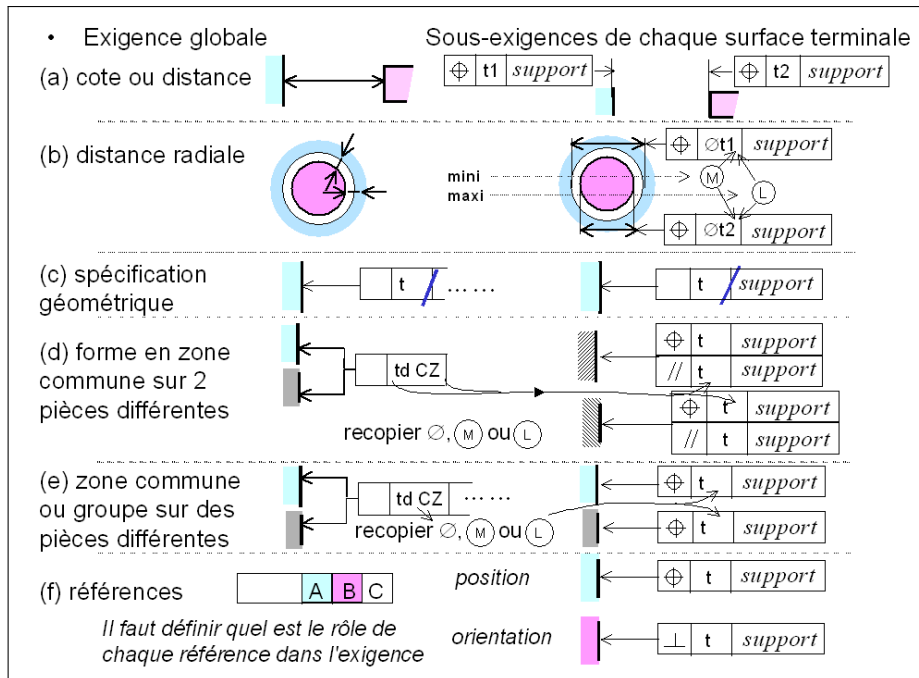 • Exigence globale
Sous-exigences de chaque surface terminale
(a) cote ou distance
⌖ t1 support
⌖ t2 support
(b) distance radiale
⌖ ∅t1 support
mini
maxi
M
L
⌖ ∅t2 support
(c) spécification
géométrique
t / ... ...
t / support
(d) forme en zone
commune sur 2
pièces différentes
td CZ
⌖ t support
// t support
⌖ t support
// t support
recopier ∅, M ou L
(e) zone commune
ou groupe sur des
pièces différentes
td CZ ... ...
recopier ∅, M ou L
⌖ t support
⌖ t support
(f) références
A B C
position
⌖ t support
Il faut définir quel est le rôle de
chaque référence dans l'exigence
orientation
⊥ t support